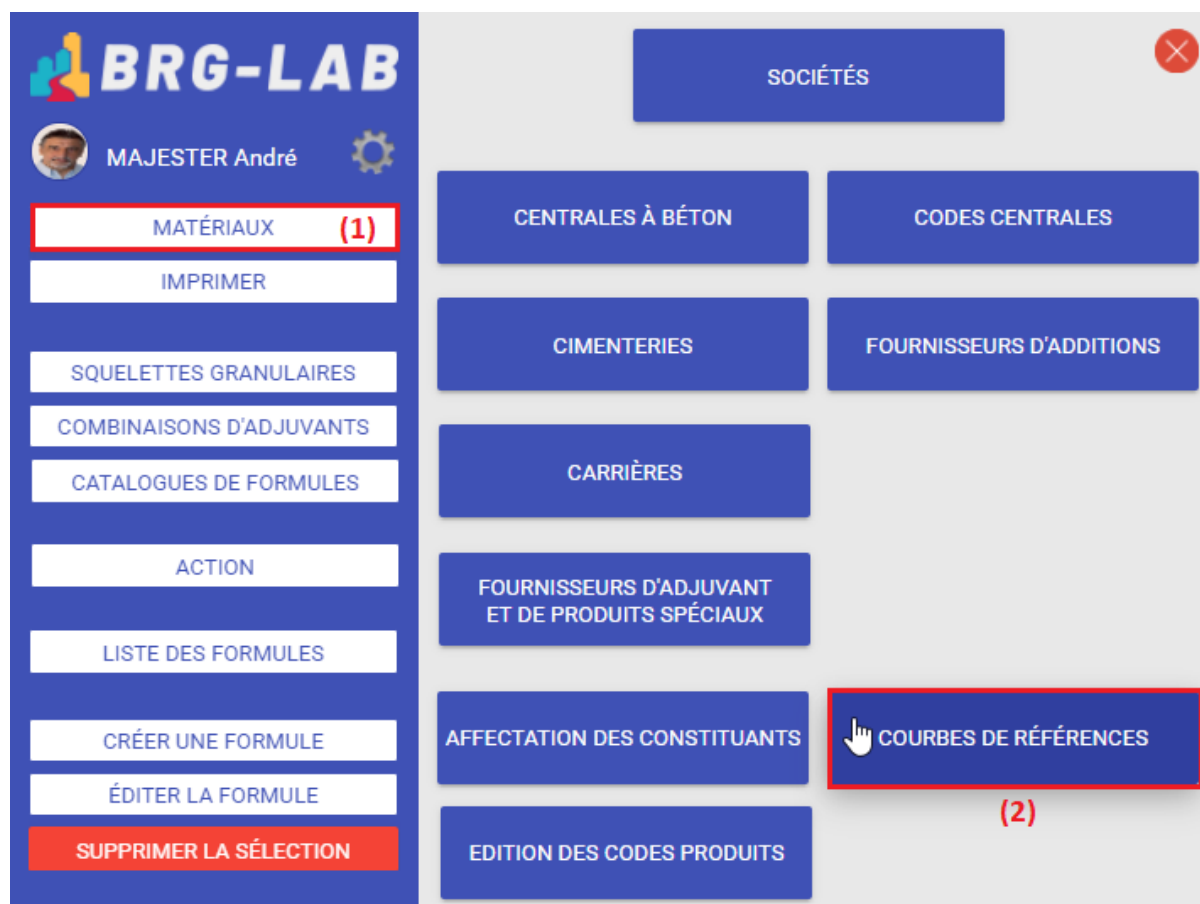 BRG-LAB
MAJESTER André
MATÉRIAUX (1)
IMPRIMER
SQUELETTES GRANULAIRES
COMBINAISONS D'ADJUVANTS
CATALOGUES DE FORMULES
ACTION
LISTE DES FORMULES
CRÉER UNE FORMULE
ÉDITER LA FORMULE
SUPPRIMER LA SÉLECTION
SOCIÉTÉS
CENTRALES À BÉTON
CODES CENTRALES
CIMENTERIES
FOURNISSEURS D'ADDITIONS
CARRIÈRES
FOURNISSEURS D'ADJUVANT
ET DE PRODUITS SPÉCIAUX
AFFECTATION DES CONSTITUANTS
COURBES DE RÉFÉRENCES
(2)
EDITION DES CODES PRODUITS